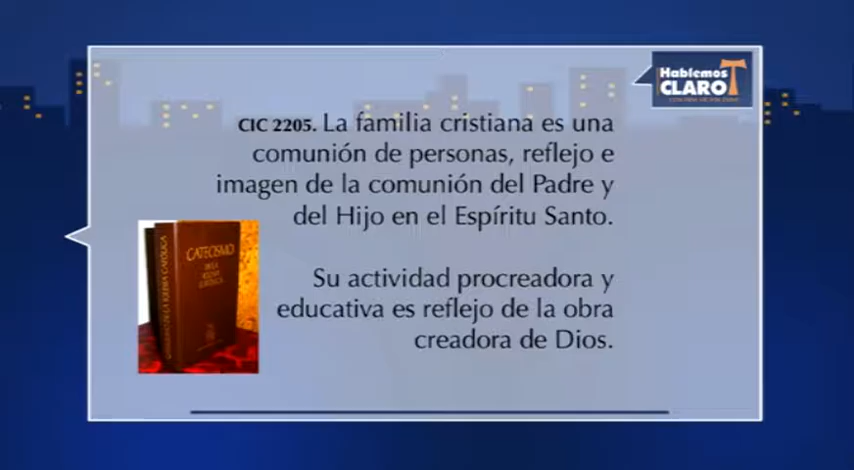 Hablemos
CLARO
CIC 2205. La familia cristiana es una
comunión de personas, reflejo e
imagen de la comunión del Padre y
del Hijo en el Espíritu Santo.
Su actividad procreadora y
educativa es reflejo de la obra
creadora de Dios.
CATECISMO
DE LA
IGLESIA
CATÓLICA